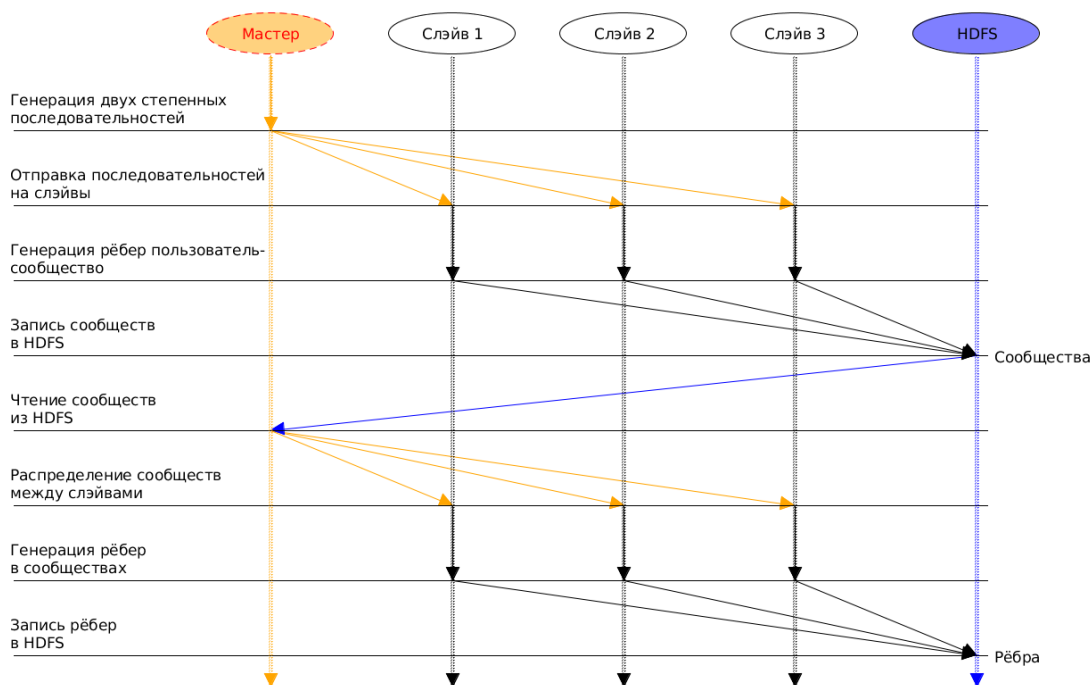 Мастер
Слэйв 1
Слэйв 2
Слэйв 3
HDFS
Генерация двух степенных
последовательностей
Отправка последовательностей
на слэйвы
Генерация рёбер пользователь-
сообщество
Запись сообществ
в HDFS
Сообщества
Чтение сообществ
из HDFS
Распределение сообществ
между слэйвами
Генерация рёбер
в сообществах
Запись рёбер
в HDFS
Рёбра